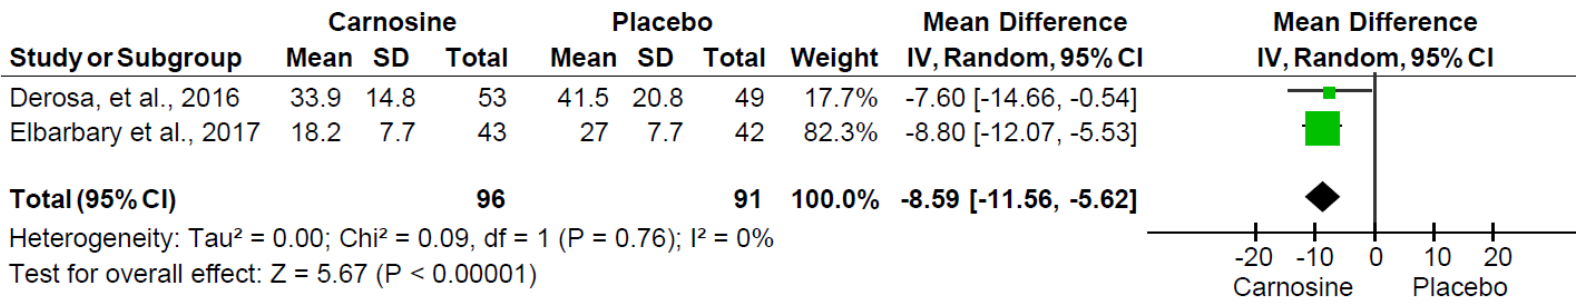 Carnosine Placebo Mean Difference Mean Difference
Study or Subgroup Mean SD Total Mean SD Total Weight IV, Random, 95% CI IV, Random, 95% CI
Derosa, et al., 2016 33.9 14.8 53 41.5 20.8 49 17.7% -7.60 [-14.66, -0.54]
Elbarbary et al., 2017 18.2 7.7 43 27 7.7 42 82.3% -8.80 [-12.07, -5.53]
Total (95% CI) 96 91 100.0% -8.59 [-11.56, -5.62]
Heterogeneity: Tau² = 0.00; Chi² = 0.09, df = 1 (P = 0.76); I² = 0%
Test for overall effect: Z = 5.67 (P < 0.00001)
-20 -10 0 10 20
Carnosine Placebo